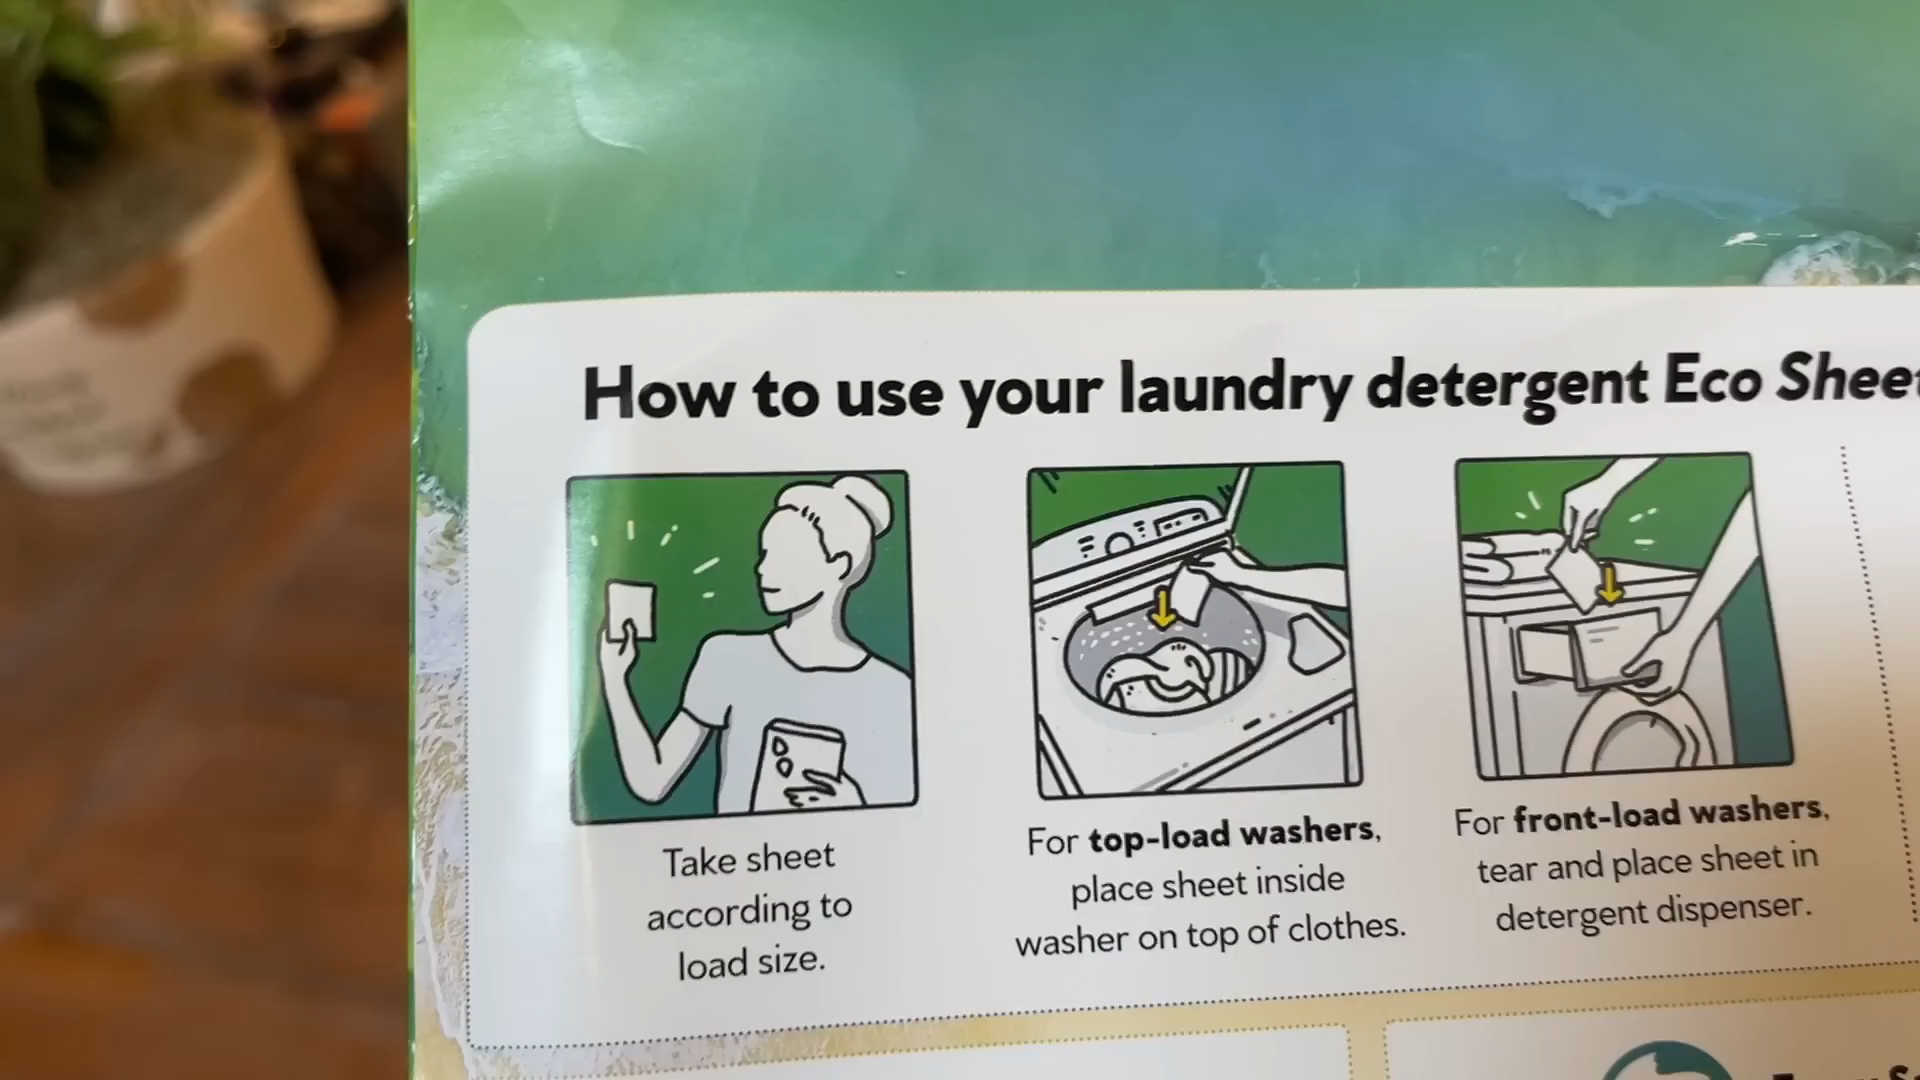 How to use your laundry detergent Eco Sheet
Take sheet
according to
load size.
For top-load washers,
place sheet inside
washer on top of clothes.
For front-load washers,
tear and place sheet in
detergent dispenser.